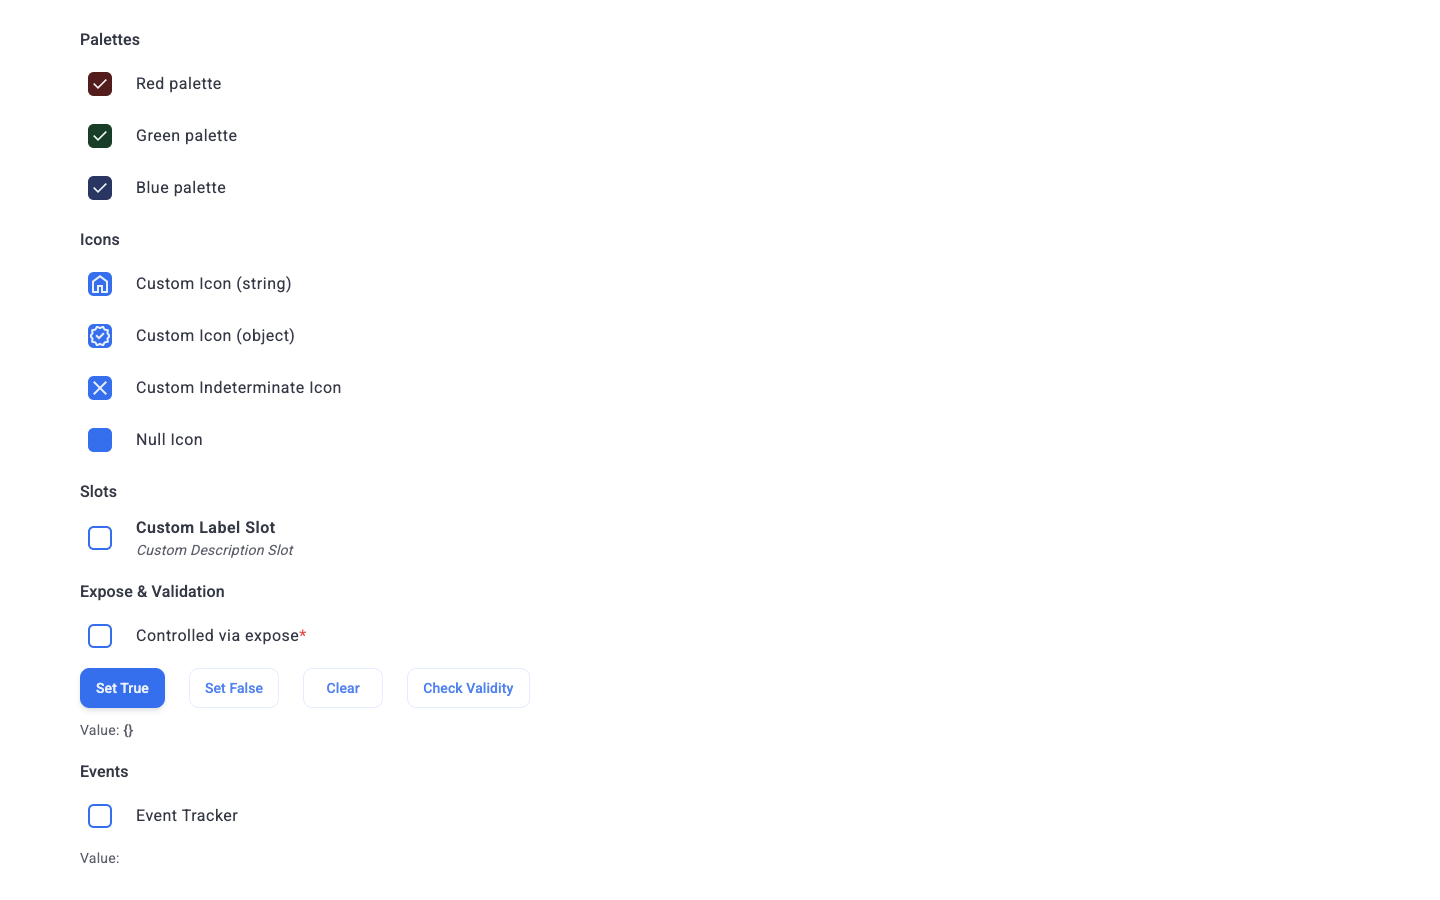 Palettes
Red palette
Green palette
Blue palette
Icons
Custom Icon (string)
Custom Icon (object)
Custom Indeterminate Icon
Null Icon
Slots
Custom Label Slot
Custom Description Slot
Expose & Validation
Controlled via expose*
Set True Set False Clear Check Validity
Value: {}
Events
Event Tracker
Value: